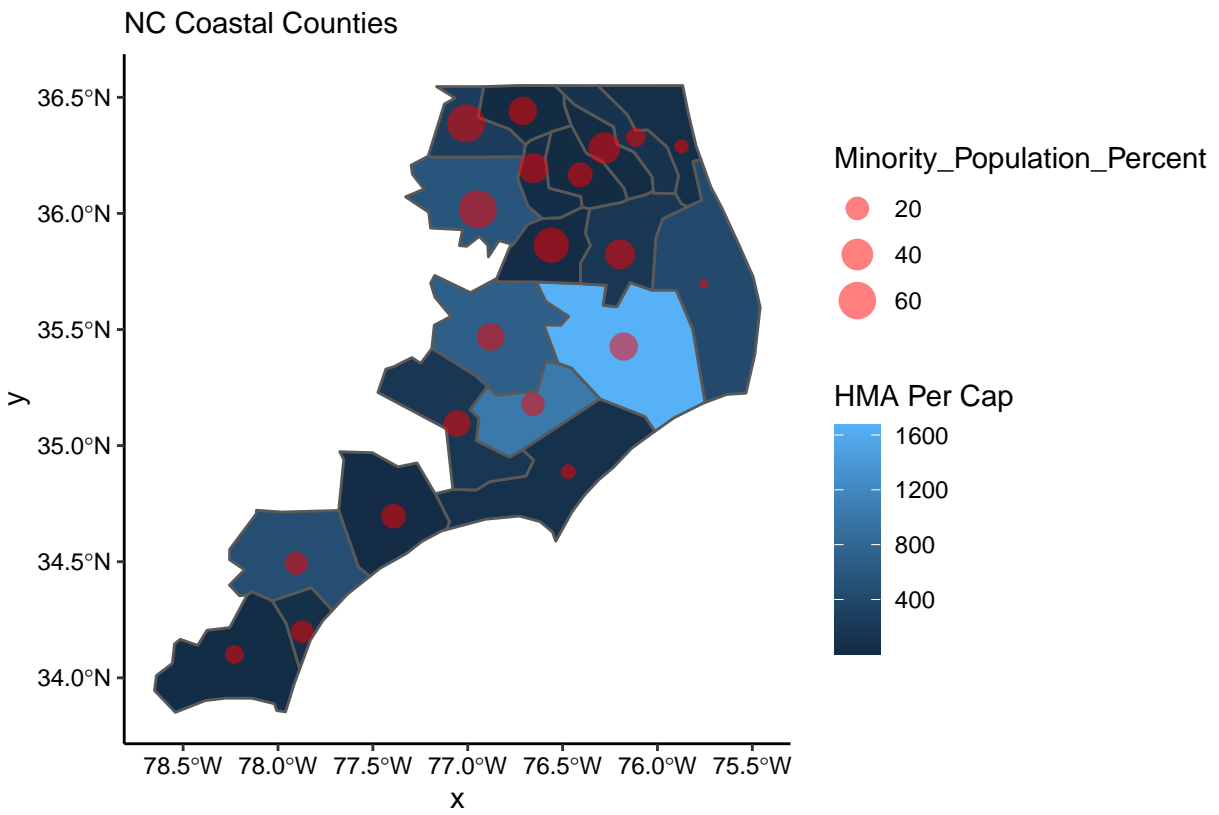 NC Coastal Counties
36.5°N
36.0°N
35.5°N
35.0°N
34.5°N
34.0°N
y
78.5°W 78.0°W 77.5°W 77.0°W 76.5°W 76.0°W 75.5°W
x
Minority_Population_Percent
20
40
60
HMA Per Cap
1600
1200
800
400